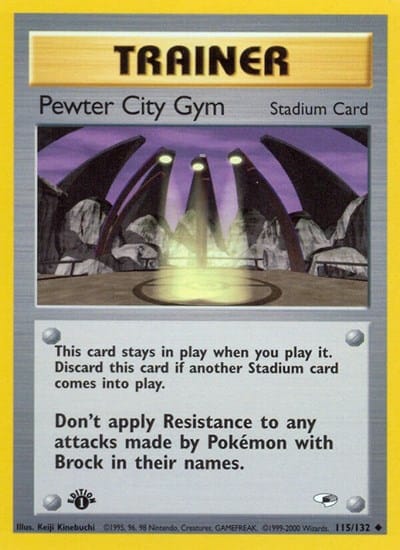 TRAINER
Pewter City Gym Stadium Card
This card stays in play when you play it.
Discard this card if another Stadium card
comes into play.
Don't apply Resistance to any
attacks made by Pokémon with
Brock in their names.
EDITION
1
Illus. Keiji Kinebuchi ©1995, 96, 98 Nintendo, Creatures, GAMEFREAK. ©1999-2000 Wizards. 115/132 ◆